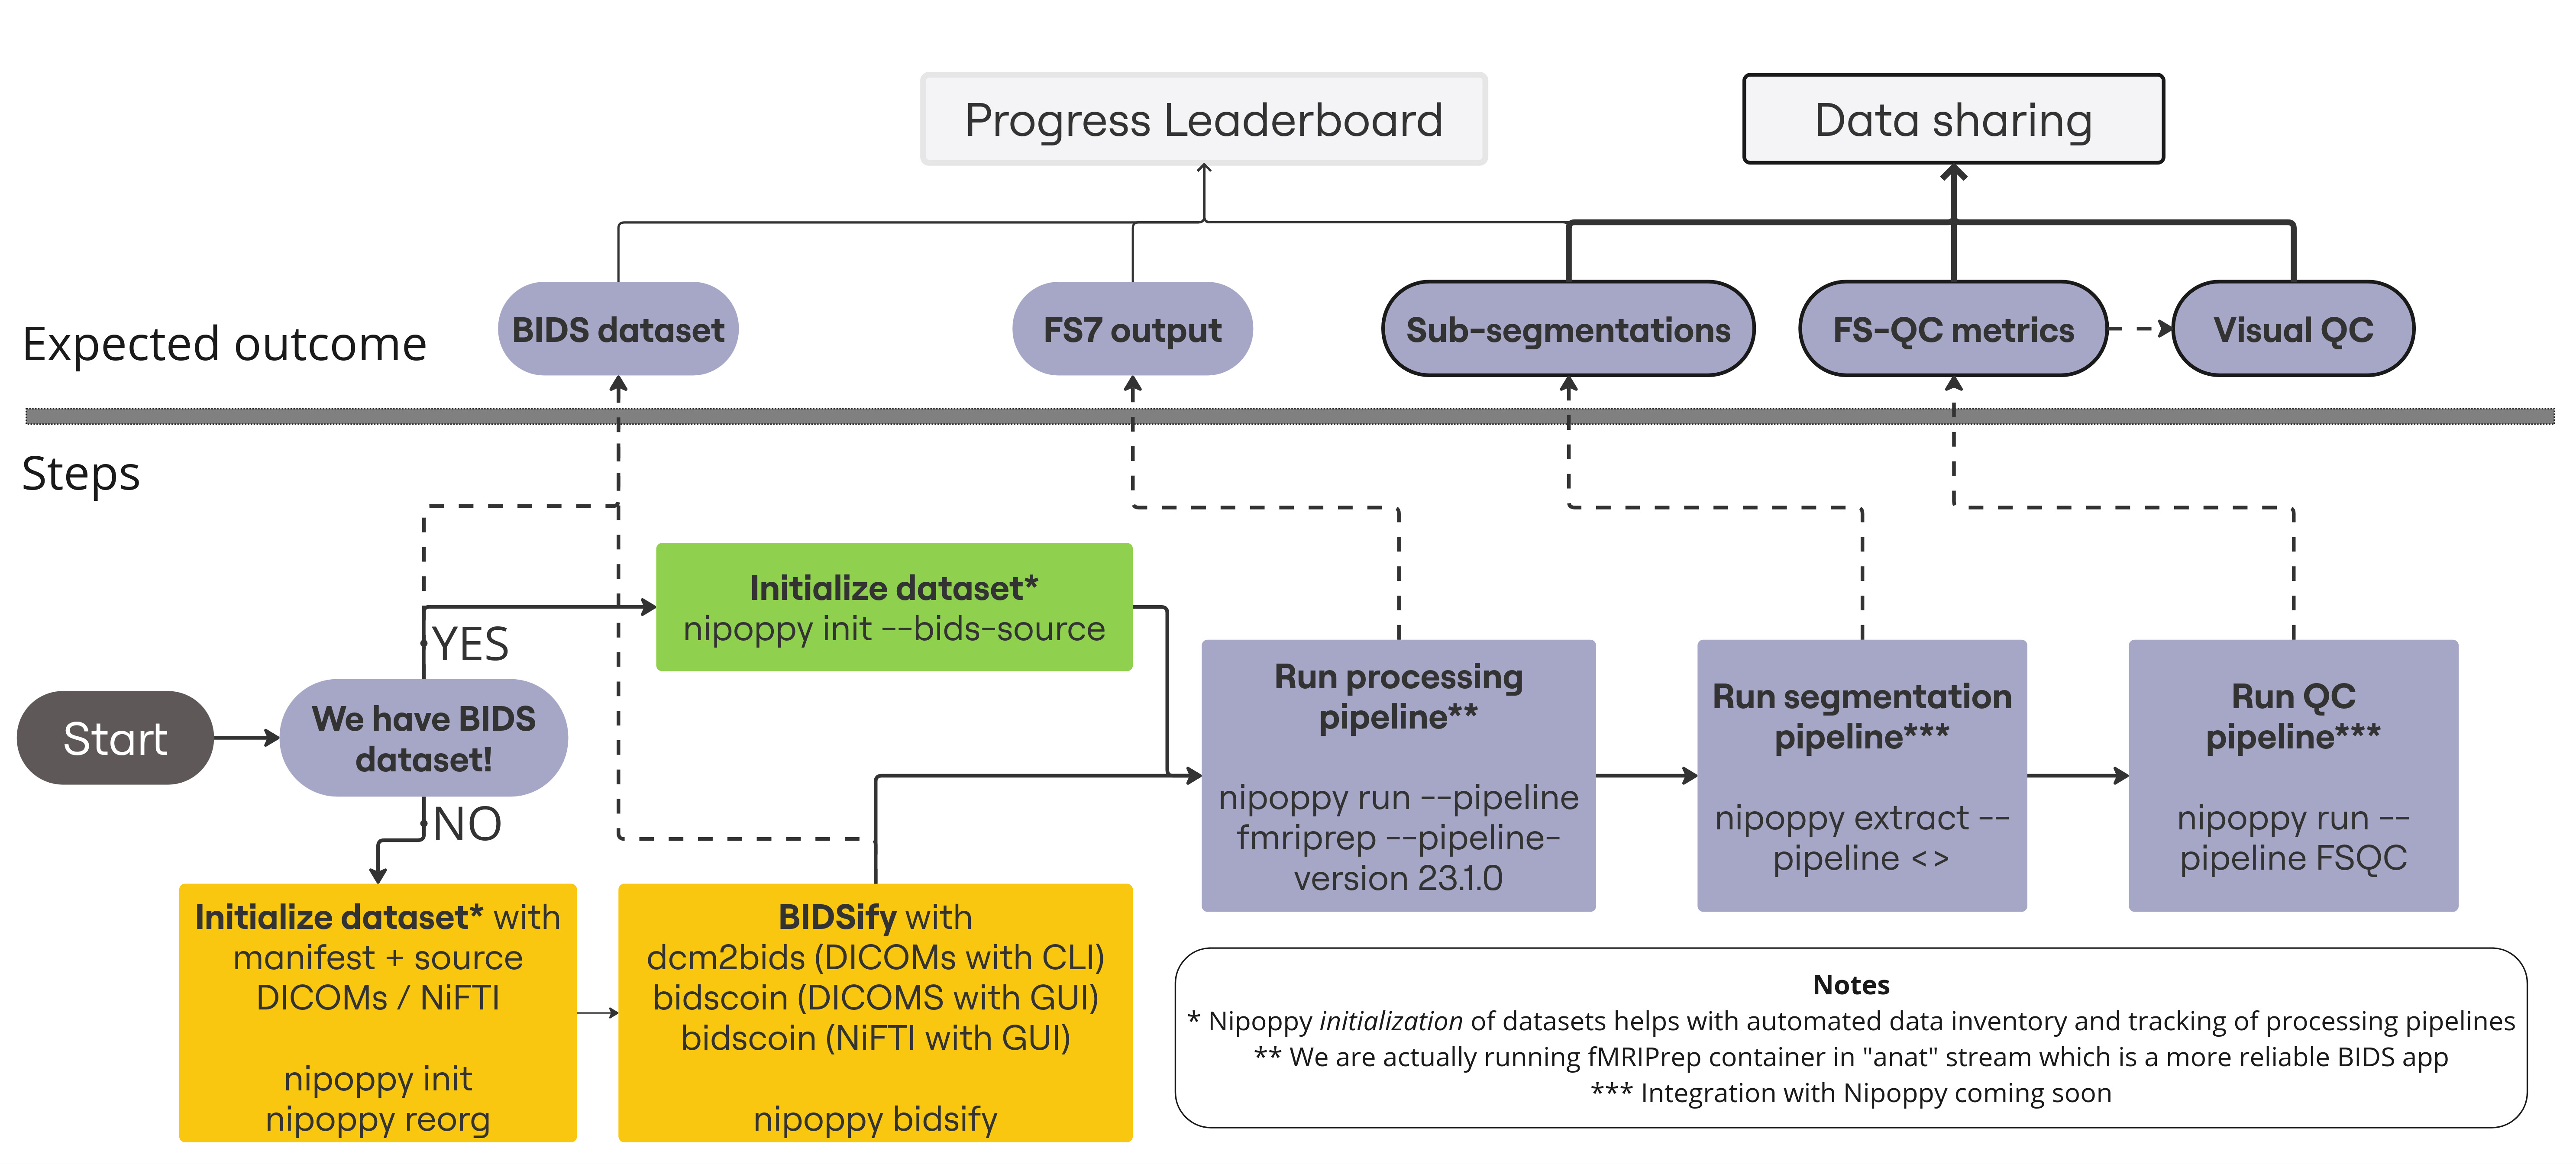 Progress Leaderboard
Data sharing
Expected outcome
BIDS dataset
FS7 output
Sub-segmentations
FS-QC metrics
Visual QC
Steps
Initialize dataset*
nipoppy init --bids-source
YES
Start
We have BIDS
dataset!
NO
Initialize dataset* with
manifest + source
DICOMs / NiFTI
nipoppy init
nipoppy reorg
BIDSify with
dcm2bids (DICOMs with CLI)
bidscoin (DICOMS with GUI)
bidscoin (NiFTI with GUI)
nipoppy bidsify
Run processing
pipeline**
nipoppy run --pipeline
fmriprep --pipeline-
version 23.1.0
Run segmentation
pipeline***
nipoppy extract --
pipeline <>
Run QC
pipeline***
nipoppy run --
pipeline FSQC
Notes
* Nipoppy initialization of datasets helps with automated data inventory and tracking of processing pipelines
** We are actually running fMRIPrep container in "anat" stream which is a more reliable BIDS app
*** Integration with Nipoppy coming soon